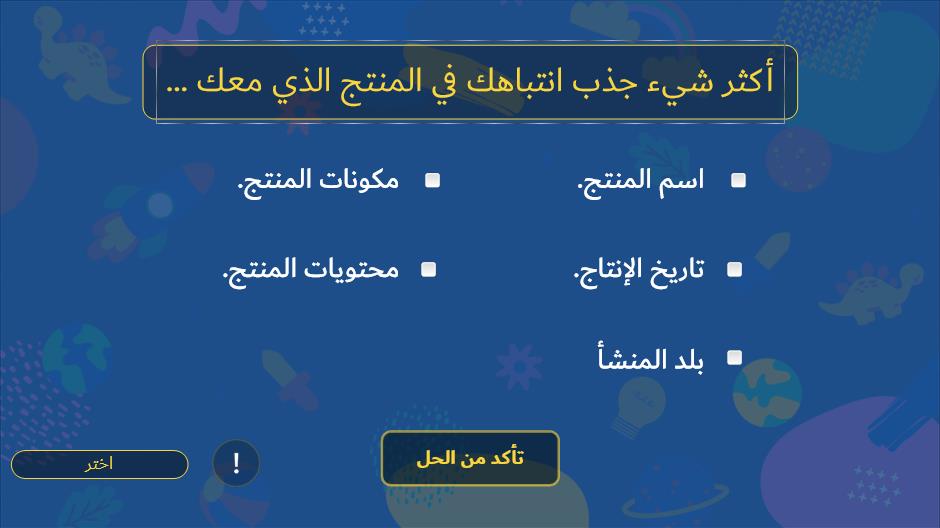 أكثر شيء جذب انتباهك في المنتج الذي معك ...
اسم المنتج.
مكونات المنتج.
تاريخ الإنتاج.
محتويات المنتج.
بلد المنشأ
تأكد من الحل
!
اختر